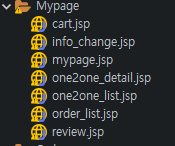 Mypage
cart.jsp
info_change.jsp
mypage.jsp
one2one_detail.jsp
one2one_list.jsp
order_list.jsp
review.jsp